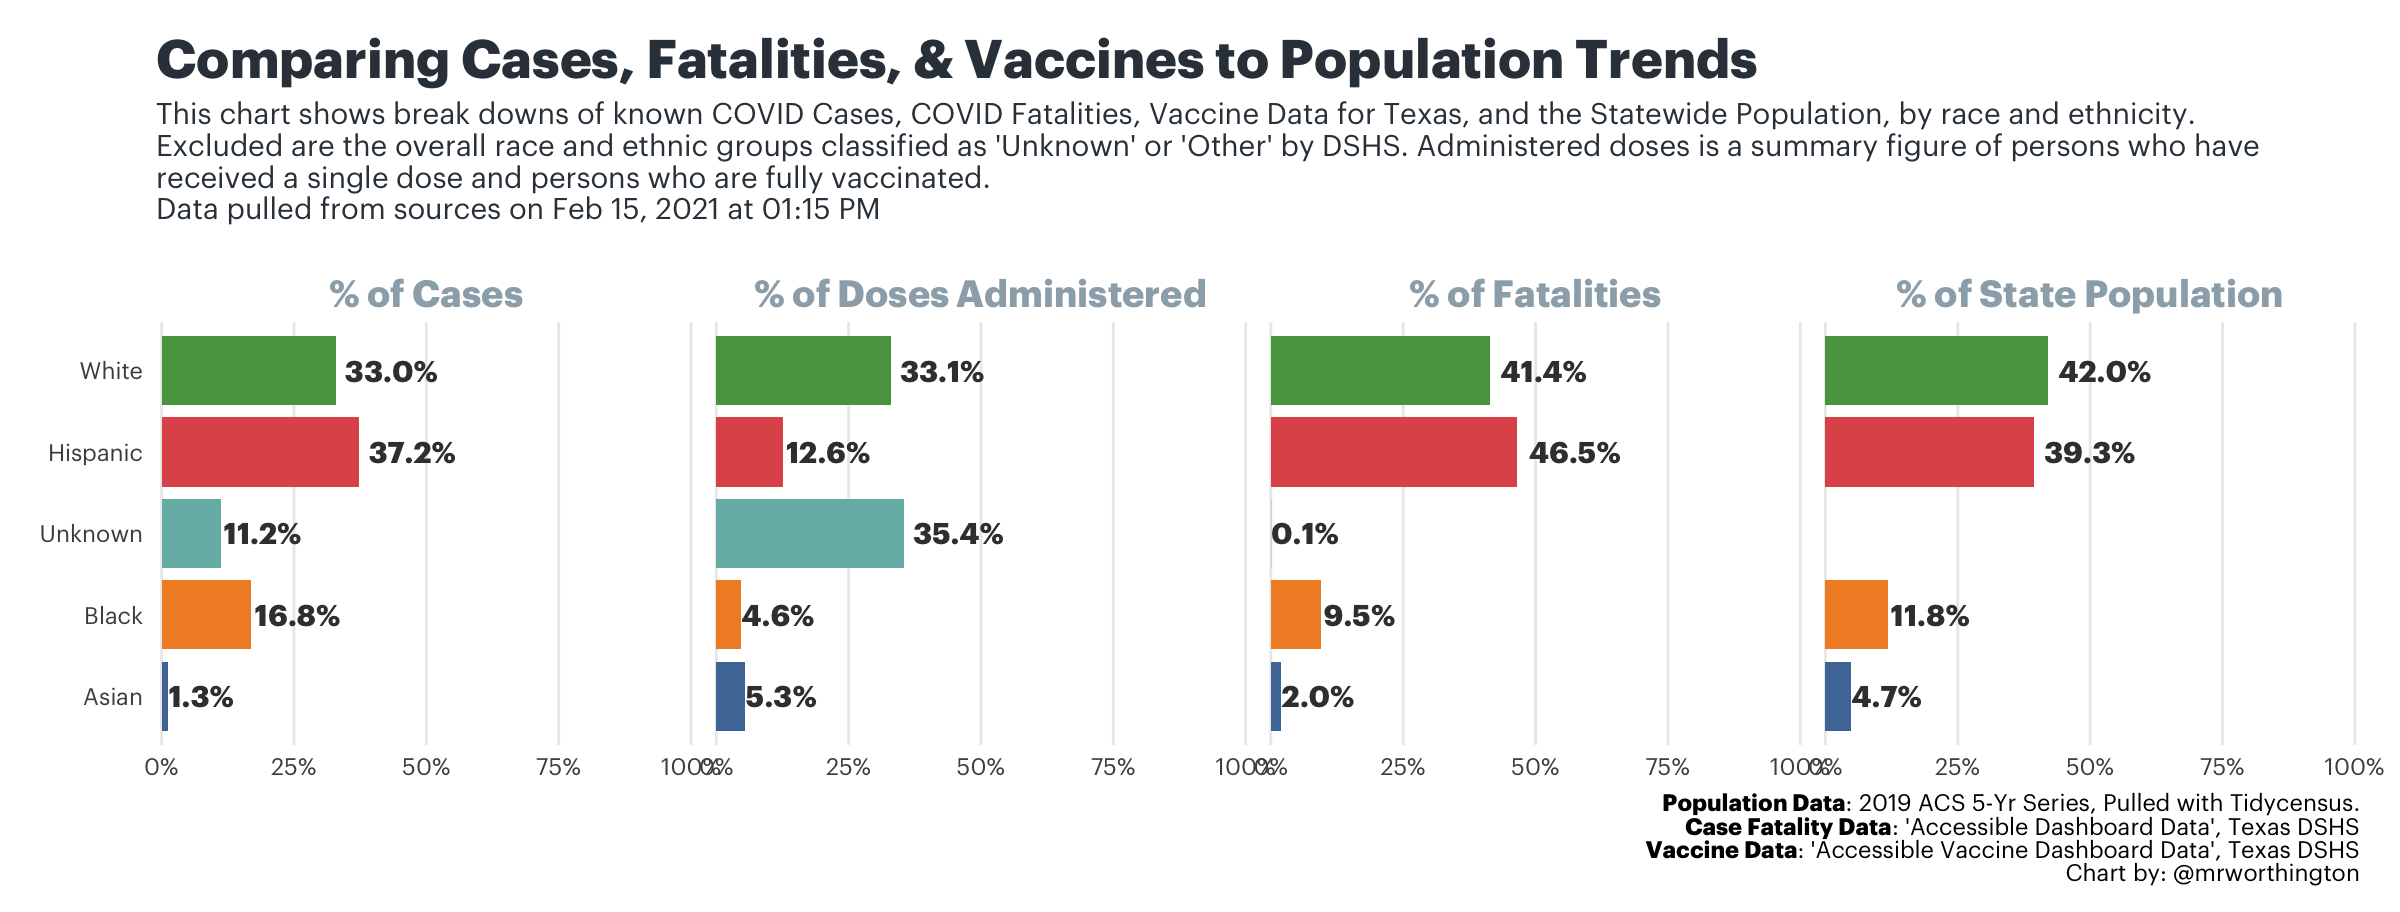 Comparing Cases, Fatalities, & Vaccines to Population Trends
This chart shows break downs of known COVID Cases, COVID Fatalities, Vaccine Data for Texas, and the Statewide Population, by race and ethnicity.
Excluded are the overall race and ethnic groups classified as 'Unknown' or 'Other' by DSHS. Administered doses is a summary figure of persons who have
received a single dose and persons who are fully vaccinated.
Data pulled from sources on Feb 15, 2021 at 01:15 PM
% of Cases % of Doses Administered % of Fatalities % of State Population
White 33.0% 33.1% 41.4% 42.0%
Hispanic 37.2% 12.6% 46.5% 39.3%
Unknown 11.2% 35.4% 0.1%
Black 16.8% 4.6% 9.5% 11.8%
Asian 1.3% 5.3% 2.0% 4.7%
0% 25% 50% 75% 100% 0% 25% 50% 75% 100% 0% 25% 50% 75% 100% 0% 25% 50% 75% 100%
Population Data: 2019 ACS 5-Yr Series, Pulled with Tidycensus.
Case Fatality Data: 'Accessible Dashboard Data', Texas DSHS
Vaccine Data: 'Accessible Vaccine Dashboard Data', Texas DSHS
Chart by: @mrworthington